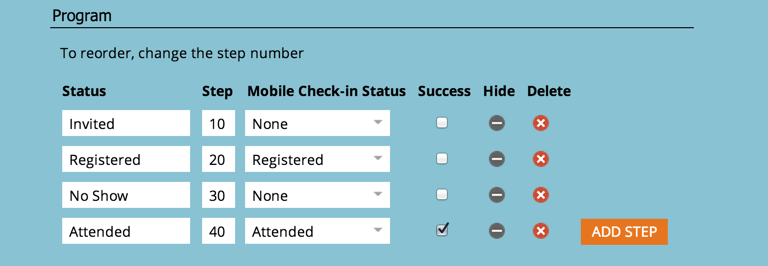 Program
To reorder, change the step number
Status Step Mobile Check-in Status Success Hide Delete
Invited 10 None
Registered 20 Registered
No Show 30 None
Attended 40 Attended ADD STEP